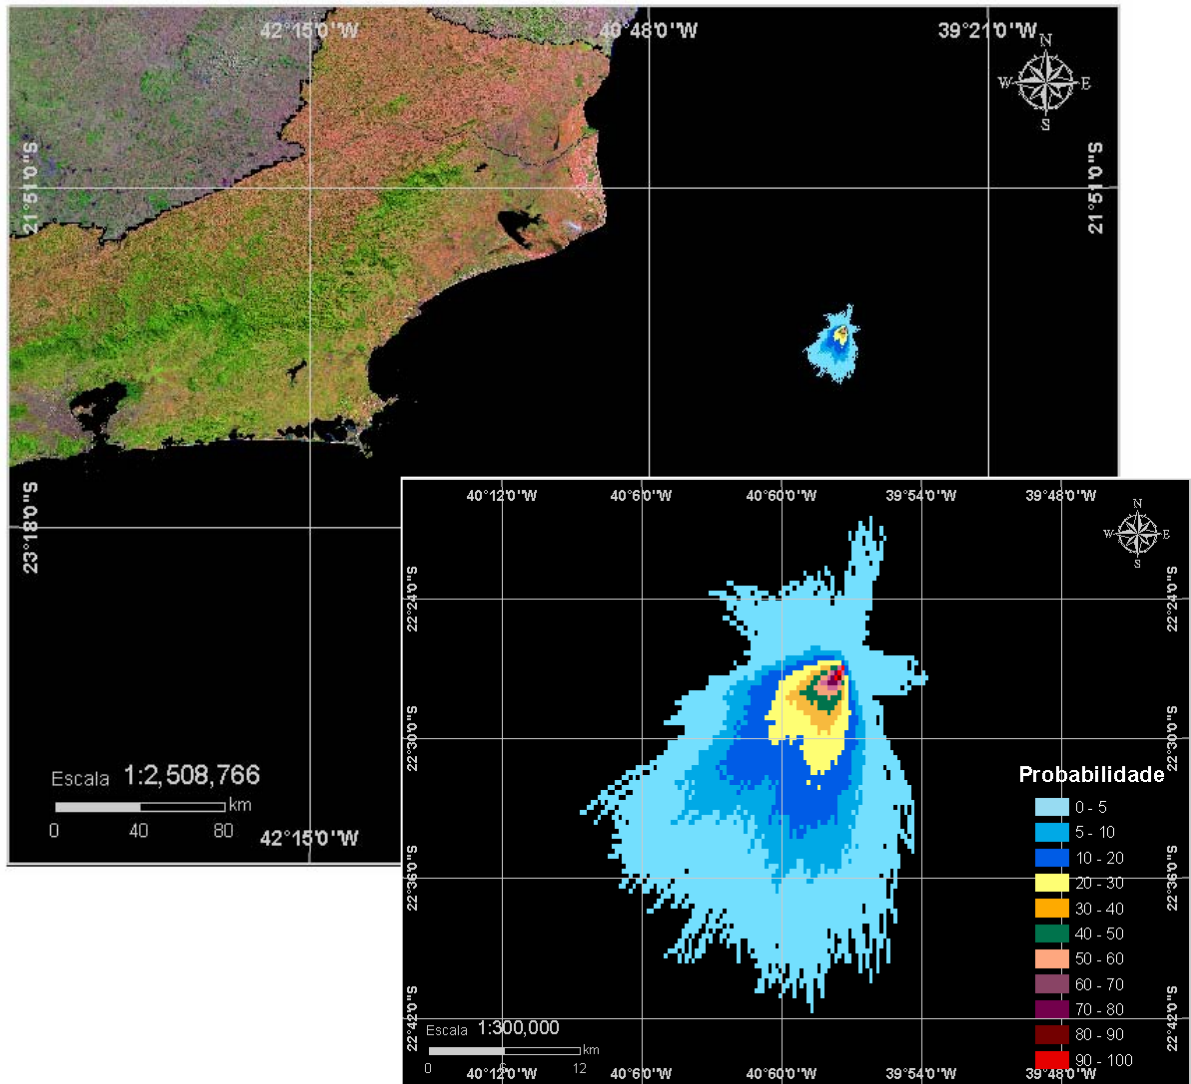 42°15'0"W
40°48'0"W
39°21'0"W
N
W
E
S
21°51'0"S
21°51'0"S
23°18'0"S
Escala 1:2,508,766
km
0 40 80
42°15'0"W
40°12'0"W 40°6'0"W 40°60'0"W 39°54'0"W 39°48'0"W
N
W
E
S
22°24'0"S
22°24'0"S
22°30'0"S
22°30'0"S
22°36'0"S
22°36'0"S
22°42'0"S
22°42'0"S
Probabilidade
0 - 5
5 - 10
10 - 20
20 - 30
30 - 40
40 - 50
50 - 60
60 - 70
70 - 80
80 - 90
90 - 100
Escala 1:300,000
km
0 6 12
40°12'0"W 40°6'0"W 40°60'0"W 39°54'0"W 39°48'0"W